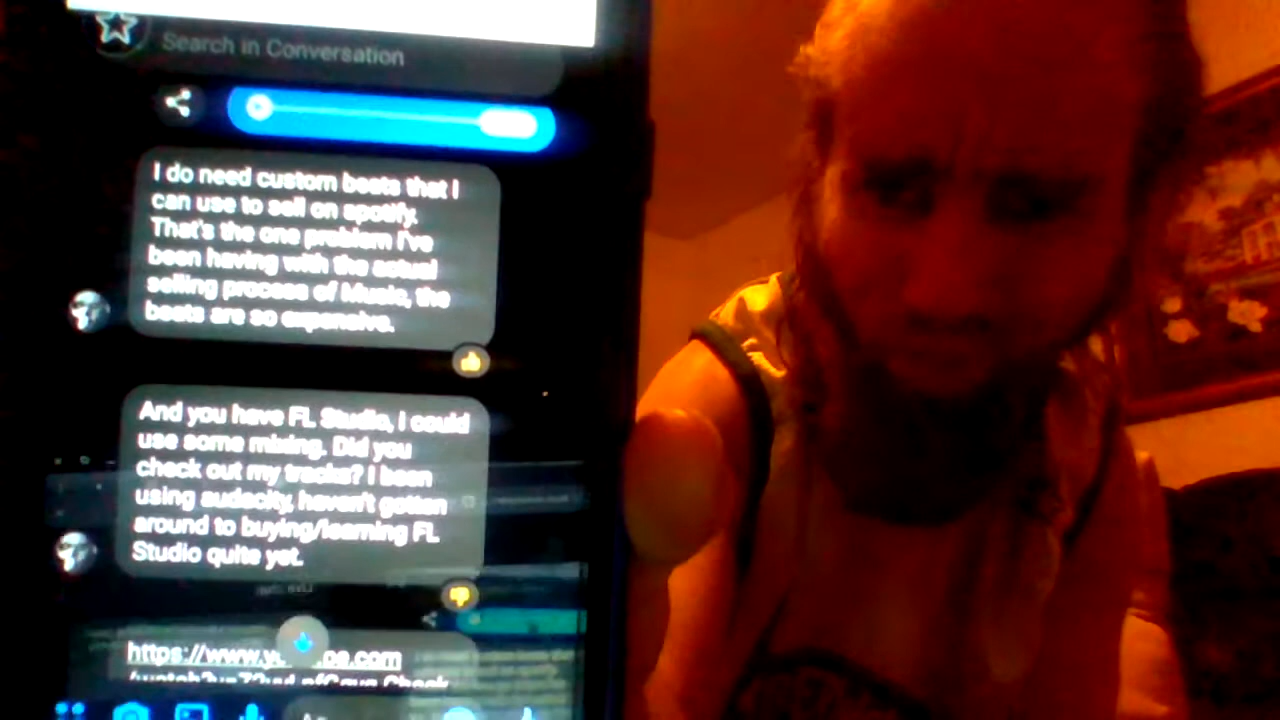 Search in Conversation
I do need custom beats that I
can use to sell on spotify.
That's the one problem I've
been having with the actual
selling process of Music, the
beats are so expensive.
And you have FL Studio, I could
use some mixing. Did you
check out my tracks? I been
using audacity, haven't gotten
around to buying/learning FL
Studio quite yet.
https://www.
Check